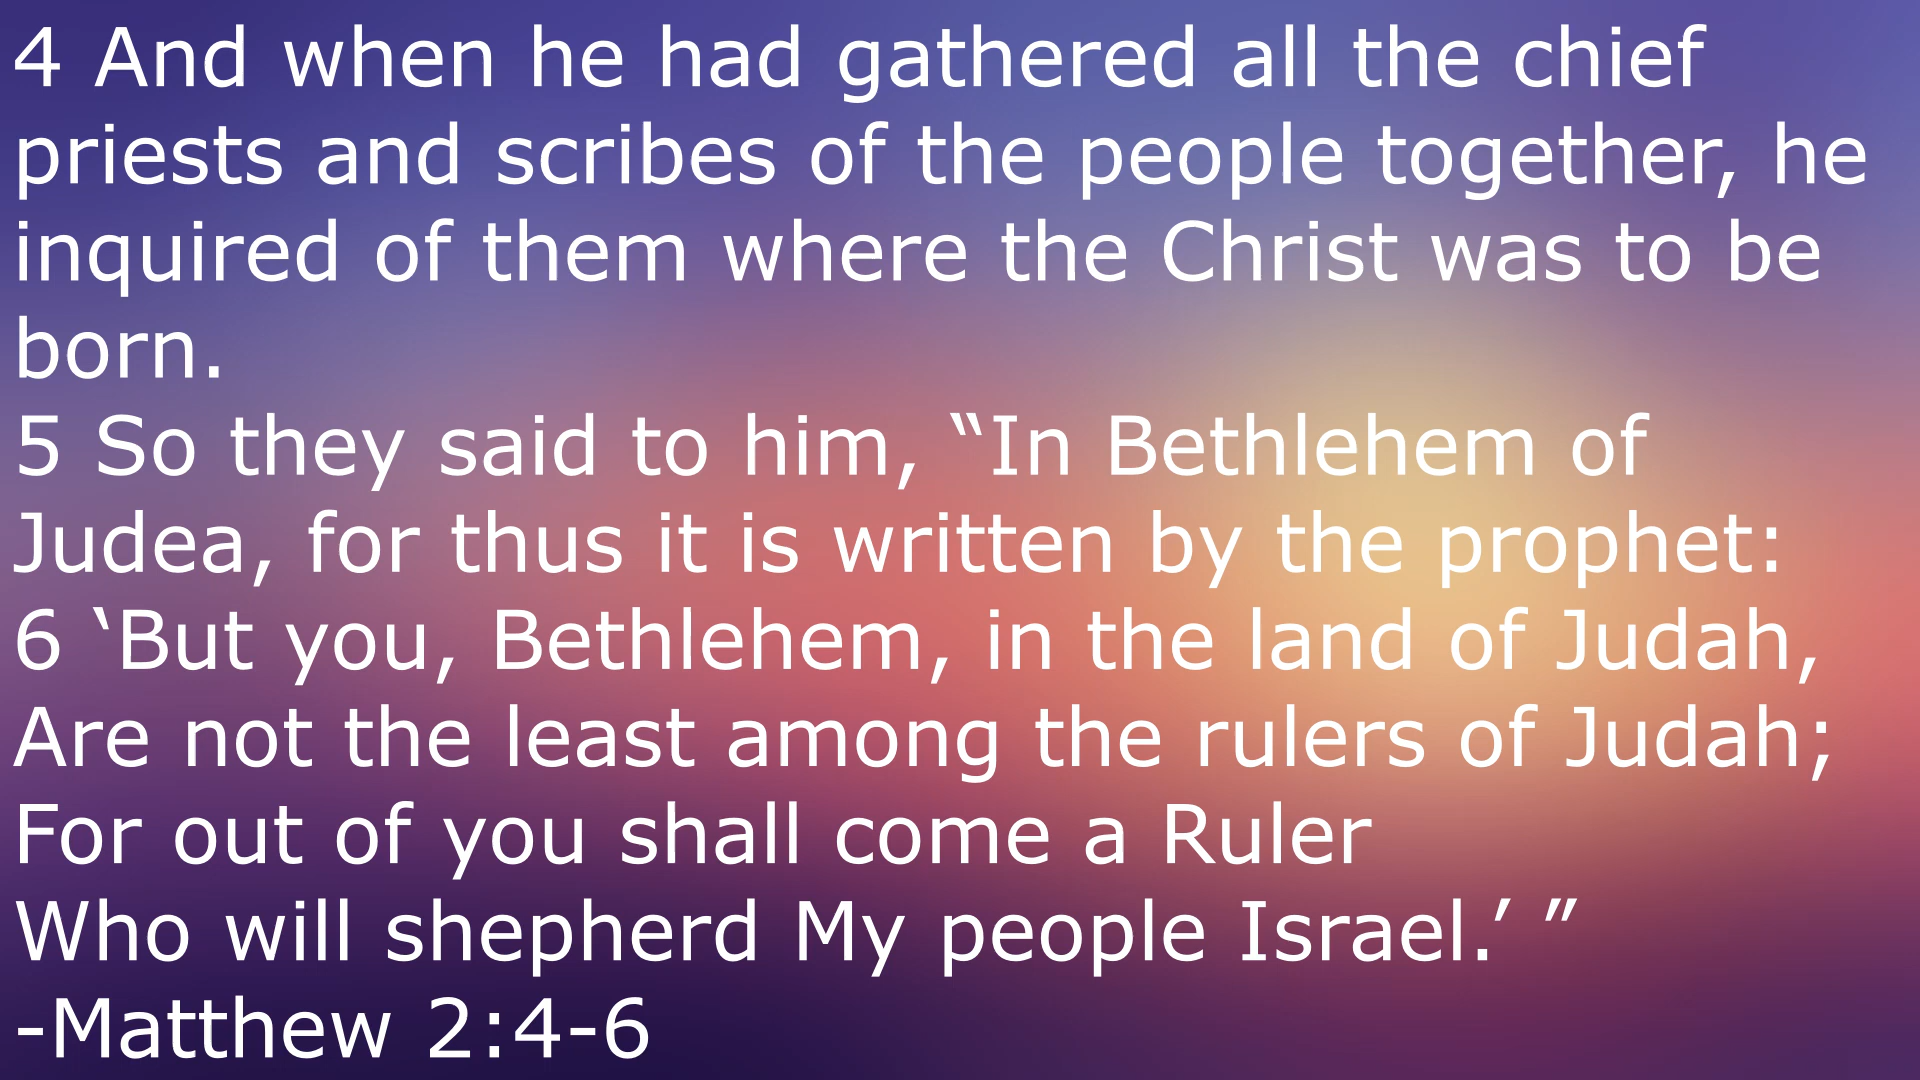 4 And when he had gathered all the chief
priests and scribes of the people together, he
inquired of them where the Christ was to be
born.
5 So they said to him, “In Bethlehem of
Judea, for thus it is written by the prophet:
6 ‘But you, Bethlehem, in the land of Judah,
Are not the least among the rulers of Judah;
For out of you shall come a Ruler
Who will shepherd My people Israel.’ ”
-Matthew 2:4-6